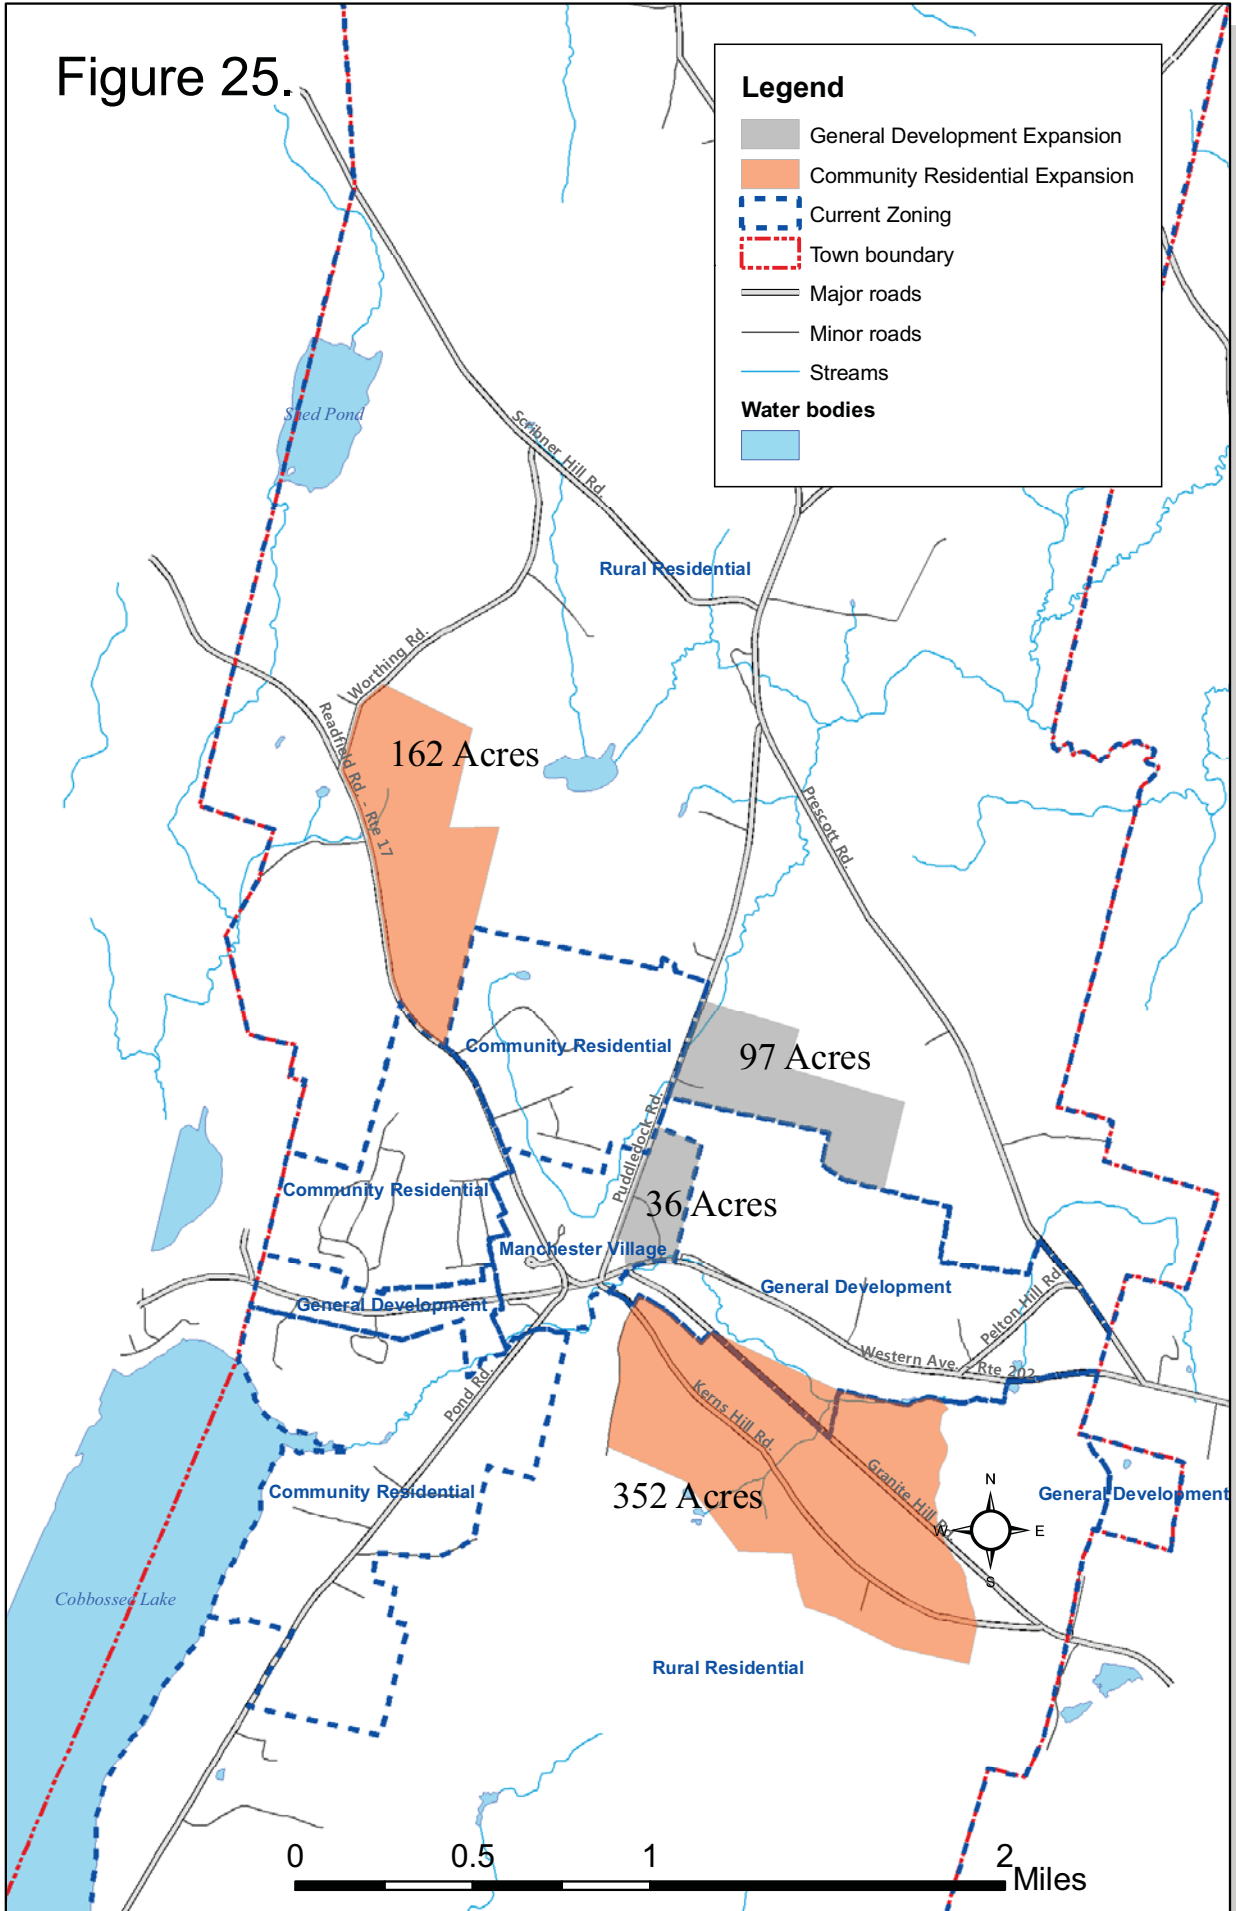 Figure 25.
Legend
General Development Expansion
Community Residential Expansion
Current Zoning
Town boundary
Major roads
Minor roads
Streams
Water bodies
Shed Pond
Scribner Hill Rd.
Rural Residential
Worthing Rd.
Readfield Rd. - Rte 17
162 Acres
Prescott Rd.
Community Residential
97 Acres
Puddledock Rd.
Community Residential
36 Acres
Manchester Village
General Development
General Development
Pelton Hill Rd.
Western Ave. - Rte 202
Pond Rd.
Kerns Hill Rd.
Granite Hill Rd.
352 Acres
Community Residential
General Development
N
W
E
S
Cobbossee Lake
Rural Residential
0 0.5 1 2
Miles